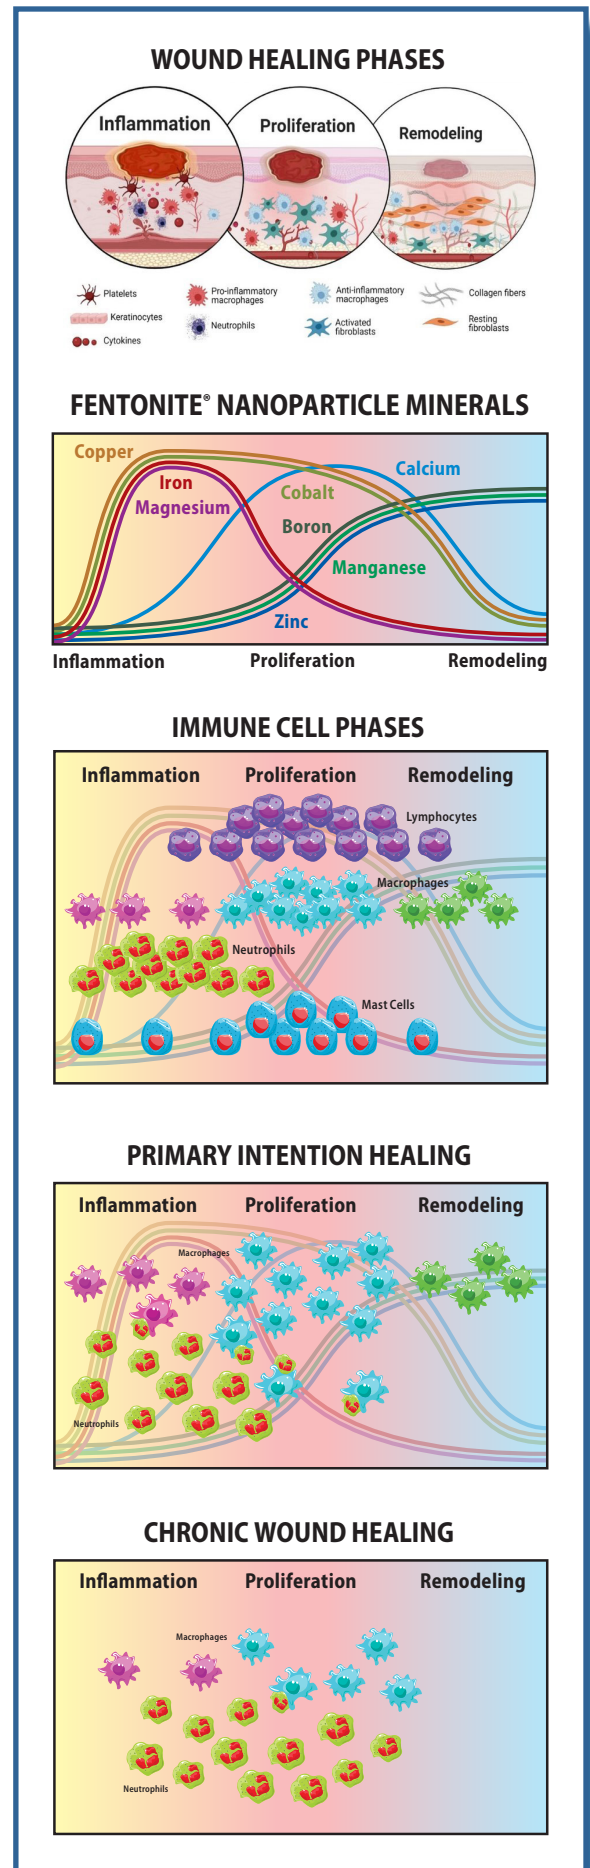 WOUND HEALING PHASES
Inflammation
Proliferation
Remodeling
Platelets
Pro-inflammatory
macrophages
Anti-inflammatory
macrophages
Collagen fibers
Keratinocytes
Neutrophils
Activated
fibroblasts
Resting
fibroblasts
Cytokines
FENTONITE® NANOPARTICLE MINERALS
Copper
Calcium
Iron
Cobalt
Magnesium
Boron
Manganese
Zinc
Inflammation
Proliferation
Remodeling
IMMUNE CELL PHASES
Inflammation
Proliferation
Remodeling
Lymphocytes
Macrophages
Neutrophils
Mast Cells
PRIMARY INTENTION HEALING
Inflammation
Proliferation
Remodeling
Macrophages
Neutrophils
CHRONIC WOUND HEALING
Inflammation
Proliferation
Remodeling
Macrophages
Neutrophils